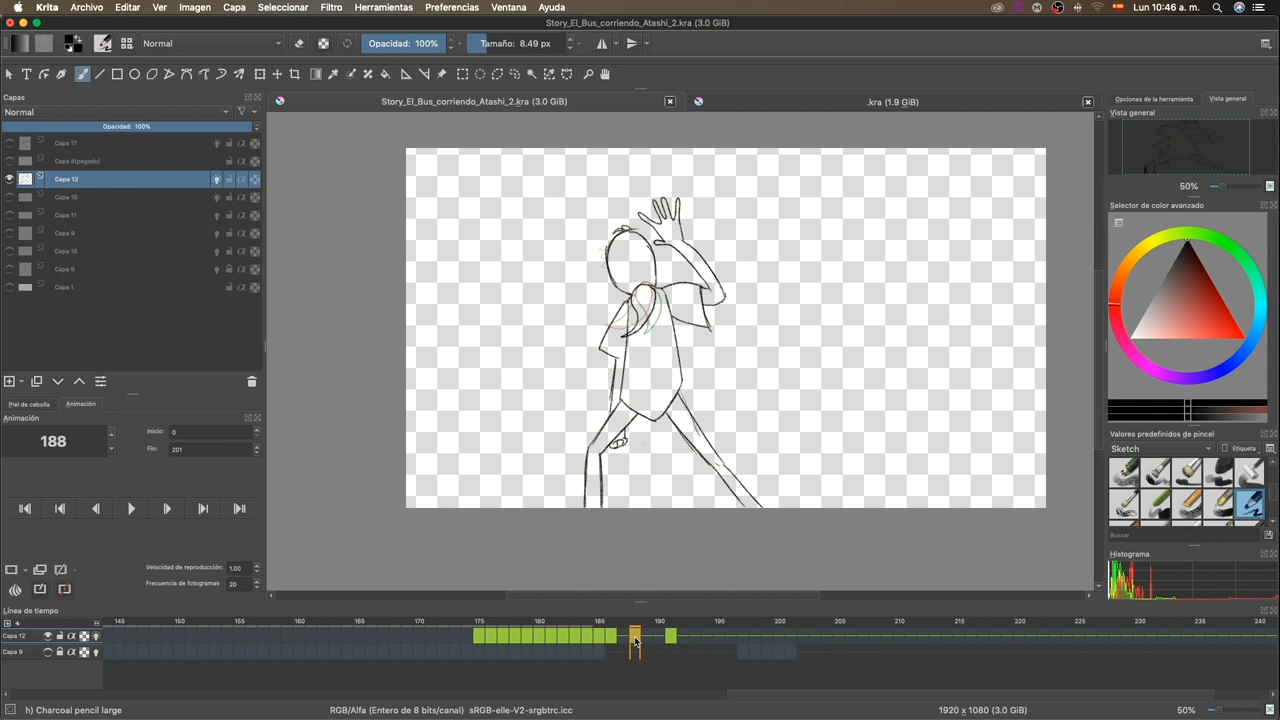 Krita Archivo Editar Ver Imagen Capa Seleccionar Filtro Herramientas Preferencias Ventana Ayuda Lun 10:46 a. m.
Story_El_Bus_corriendo_Atashi_2.kra (3.0 GiB)
Normal Opacidad: 100% Tamaño: 8.49 px
Capas
Story_El_Bus_corriendo_Atashi_2.kra (3.0 GiB) .kra (1.9 GiB)
Opciones de la herramienta Vista general
Normal
Vista general
Opacidad: 100%
Capa 17
Capa 8(pegado)
Capa 12
50%
Capa 10
Selector de color avanzado
Capa 11
Capa 9
Capa 15
Capa 9
Capa 1
Piel de cebolla Animación
Animación
188 Inicio: 0
Fin: 201
Valores predefinidos de pincel
Sketch Etiqueta
Buscar
Histograma
Velocidad de reproducción: 1.00
Frecuencia de fotogramas 20
Línea de tiempo
145 150 155 160 165 170 175 180 185 190 195 200 205 210 215 220 225 230 235 240
Capa 12
Capa 9
h) Charcoal pencil large RGB/Alfa (Entero de 8 bits/canal) sRGB-elle-V2-srgbtrc.icc 1920 x 1080 (3.0 GiB) 50%